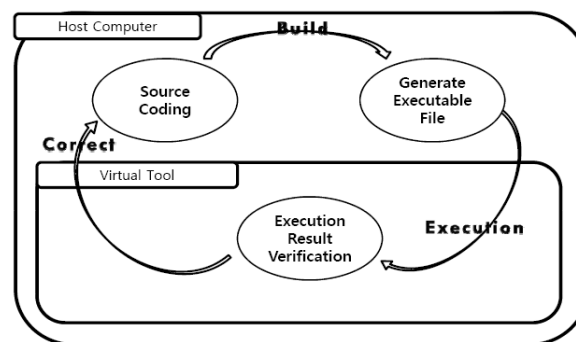 Host Computer
Build
Source
Coding
Generate
Executable
File
Correct
Virtual Tool
Execution
Result
Verification
Execution